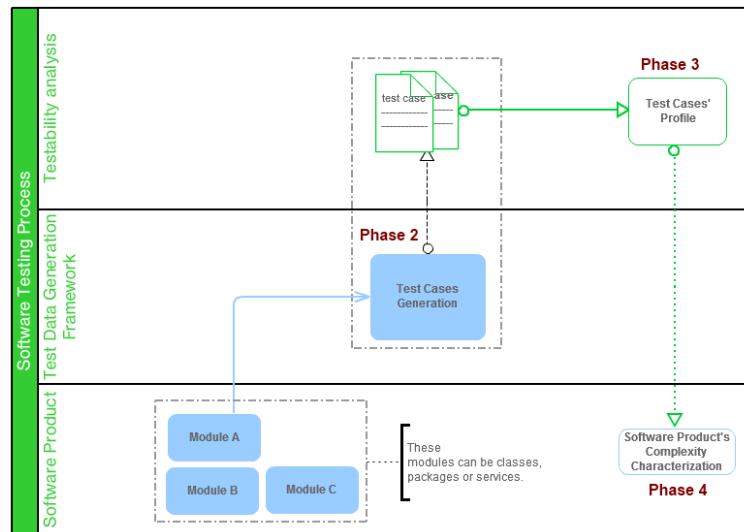 Software Testing Process
Testability analysis
Phase 3
test case
case
Test Cases'
Profile
Test Data Generation
Framework
Phase 2
Test Cases
Generation
Software Product
Module A
Module B
Module C
These
modules can be classes,
packages or services.
Software Product's
Complexity
Characterization
Phase 4